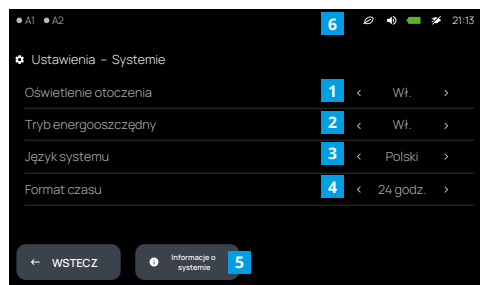 A1 A2 6 21:13
Ustawienia – Systemie
Oświetlenie otoczenia 1 < Wł. >
Tryb energooszczędny 2 < Wł. >
Język systemu 3 < Polski >
Format czasu 4 < 24 godz. >
← WSTECZ
Informacje o
systemie
5